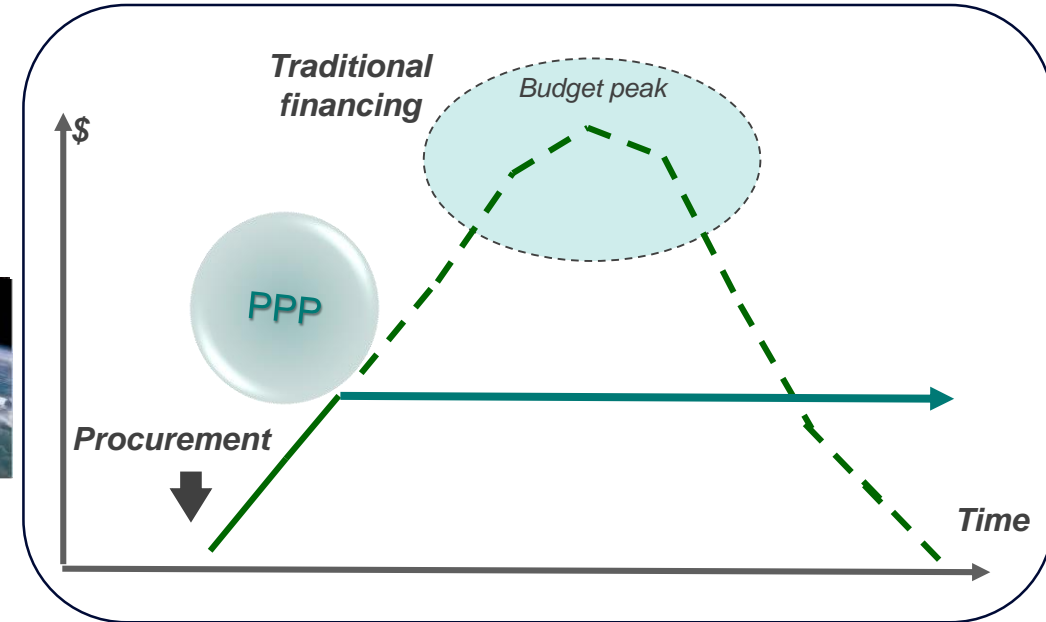 Traditional
financing
Budget peak
$
PPP
Procurement
Time